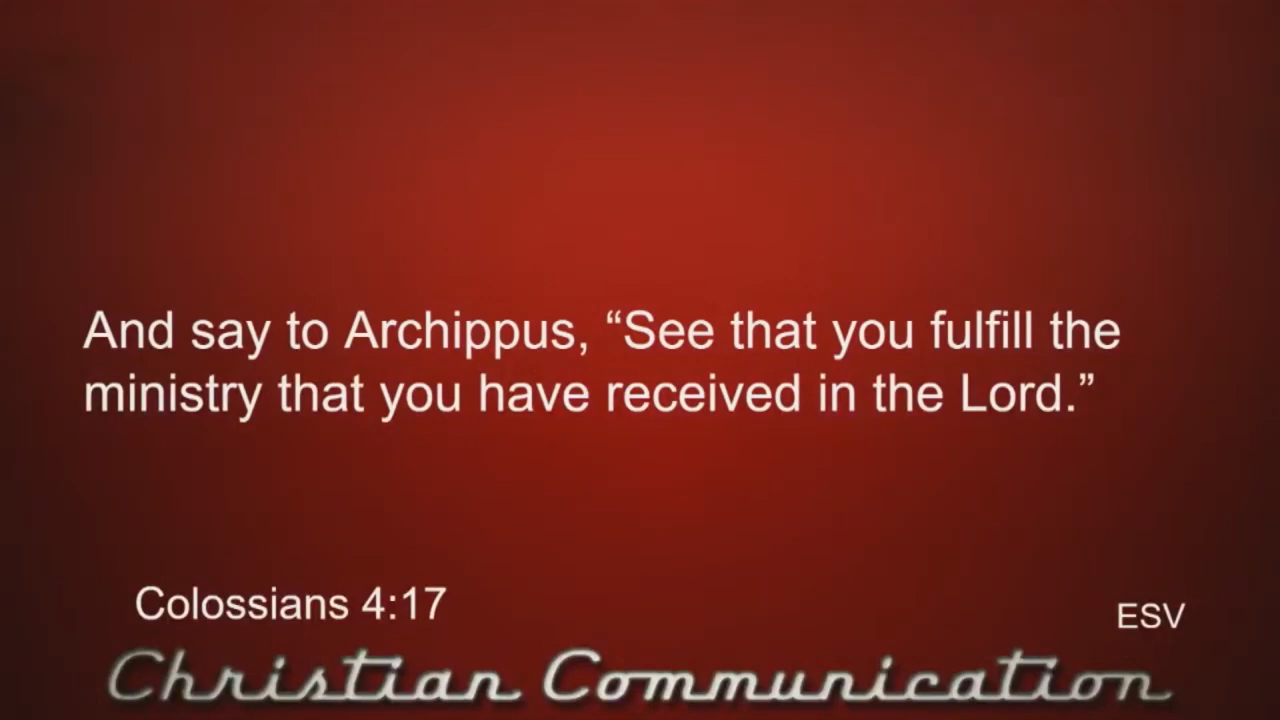 And say to Archippus, “See that you fulfill the
ministry that you have received in the Lord.”
Colossians 4:17
ESV
Christian Communication